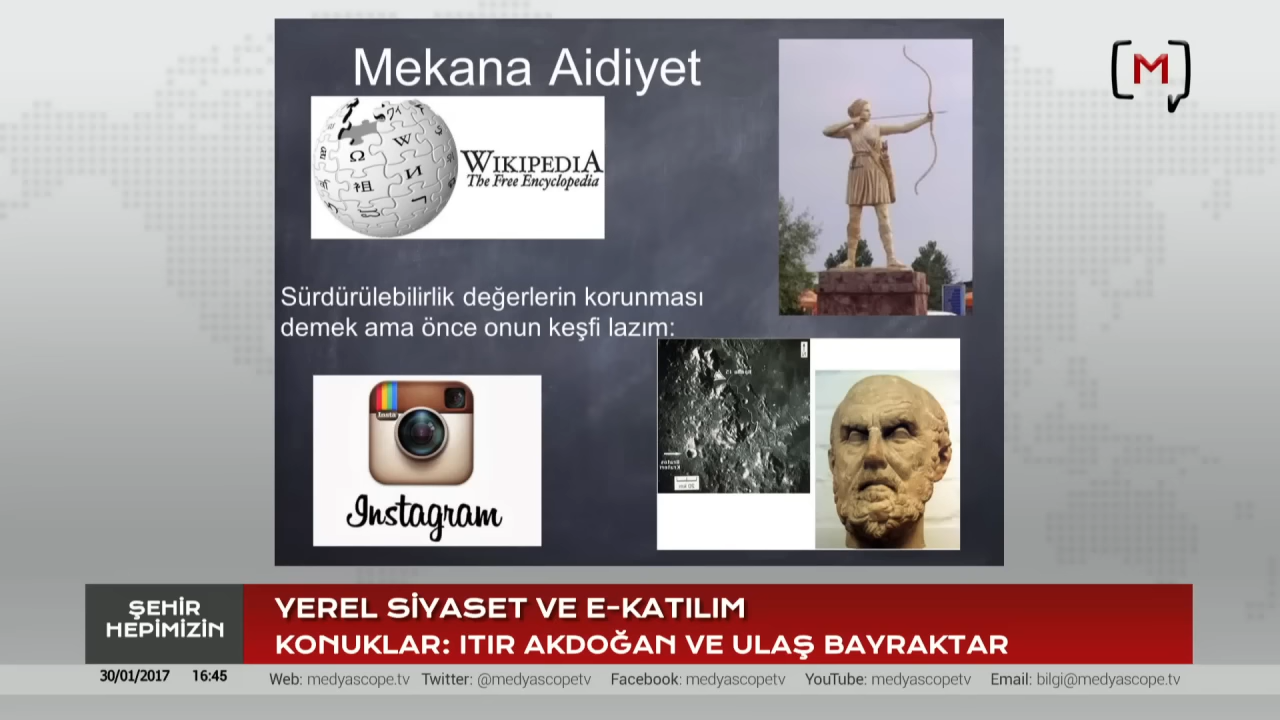 Mekana Aidiyet
WIKIPEDIA
The Free Encyclopedia
Sürdürülebilirlik değerlerin korunması
demek ama önce onun keşfi lazım:
Insta
Instagram
M
ŞEHİR
HEPİMİZİN
YEREL SİYASET VE E-KATILIM
KONUKLAR: ITIR AKDOĞAN VE ULAŞ BAYRAKTAR
30/01/2017 16:45
Web: medyascope.tv Twitter: @medyascopetv Facebook: medyascopetv YouTube: medyascopetv Email: bilgi@medyascope.tv